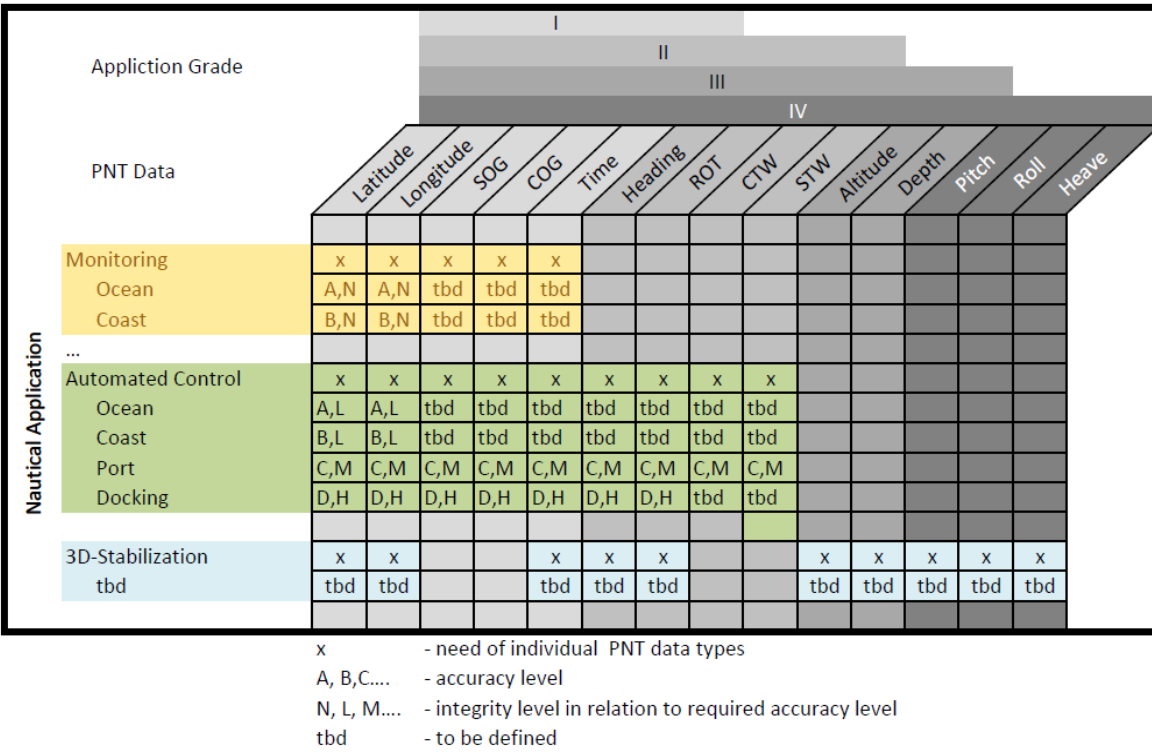 I
II
Appliction Grade
III
IV
PNT Data
Latitude Longitude SOG COG Time Heading ROT CTW STW Altitude Depth Pitch Roll Heave
Nautical Application
Monitoring x x x x x
Ocean A,N A,N tbd tbd tbd
Coast B,N B,N tbd tbd tbd
...
Automated Control x x x x x x x x x
Ocean A,L A,L tbd tbd tbd tbd tbd tbd tbd
Coast B,L B,L tbd tbd tbd tbd tbd tbd tbd
Port C,M C,M C,M C,M C,M C,M C,M C,M C,M
Docking D,H D,H D,H D,H D,H D,H D,H tbd tbd
3D-Stabilization x x x x x x x x x x
tbd tbd tbd tbd tbd tbd tbd tbd tbd tbd tbd
x - need of individual PNT data types
A, B,C.... - accuracy level
N, L, M.... - integrity level in relation to required accuracy level
tbd - to be defined